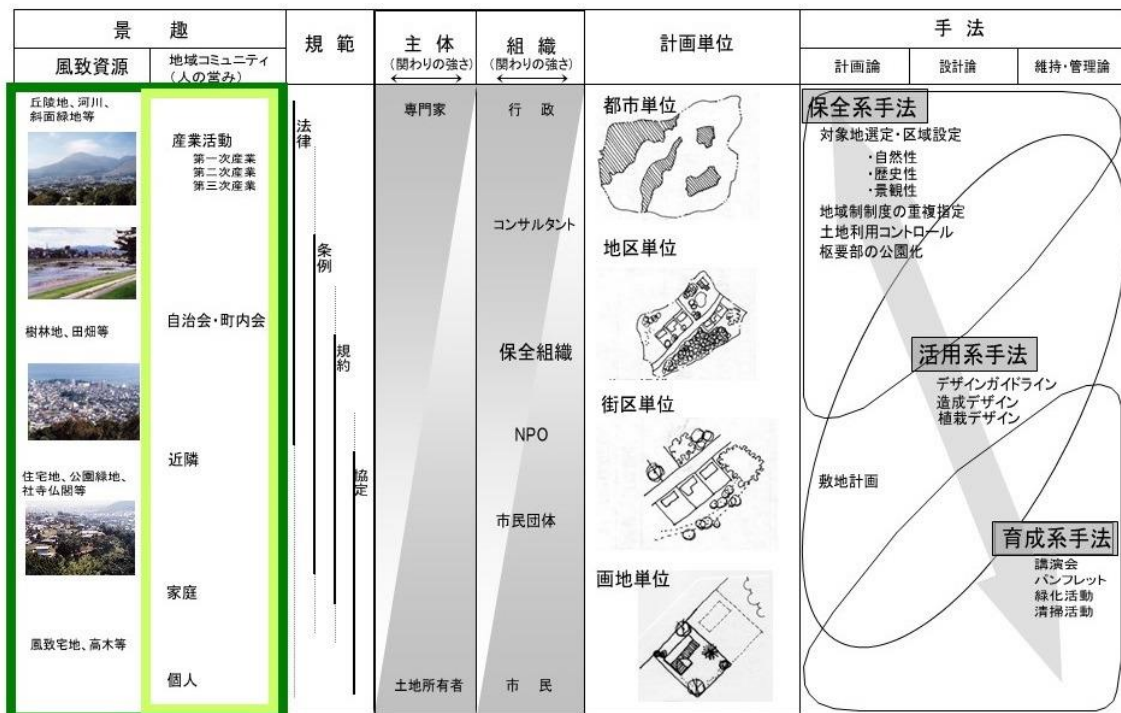 景 趣
規 範
主 体
(関わりの強さ)
組 織
(関わりの強さ)
計画単位
手 法
風致資源
地域コミュニティ
(人の営み)
計画論
設計論
維持・管理論
丘陵地、河川、
斜面緑地等
樹林地、田畑等
住宅地、公園緑地、
社寺仏閣等
風致宅地、高木等
産業活動
第一次産業
第二次産業
第三次産業
自治会・町内会
近隣
家庭
個人
法律
条例
規約
協定
専門家
土地所有者
行 政
コンサルタント
保全組織
NPO
市民団体
市 民
都市単位
地区単位
街区単位
画地単位
保全系手法
対象地選定・区域設定
・自然性
・歴史性
・景観性
地域制制度の重複指定
土地利用コントロール
枢要部の公園化
活用系手法
デザインガイドライン
造成デザイン
植栽デザイン
敷地計画
育成系手法
講演会
パンフレット
緑化活動
清掃活動